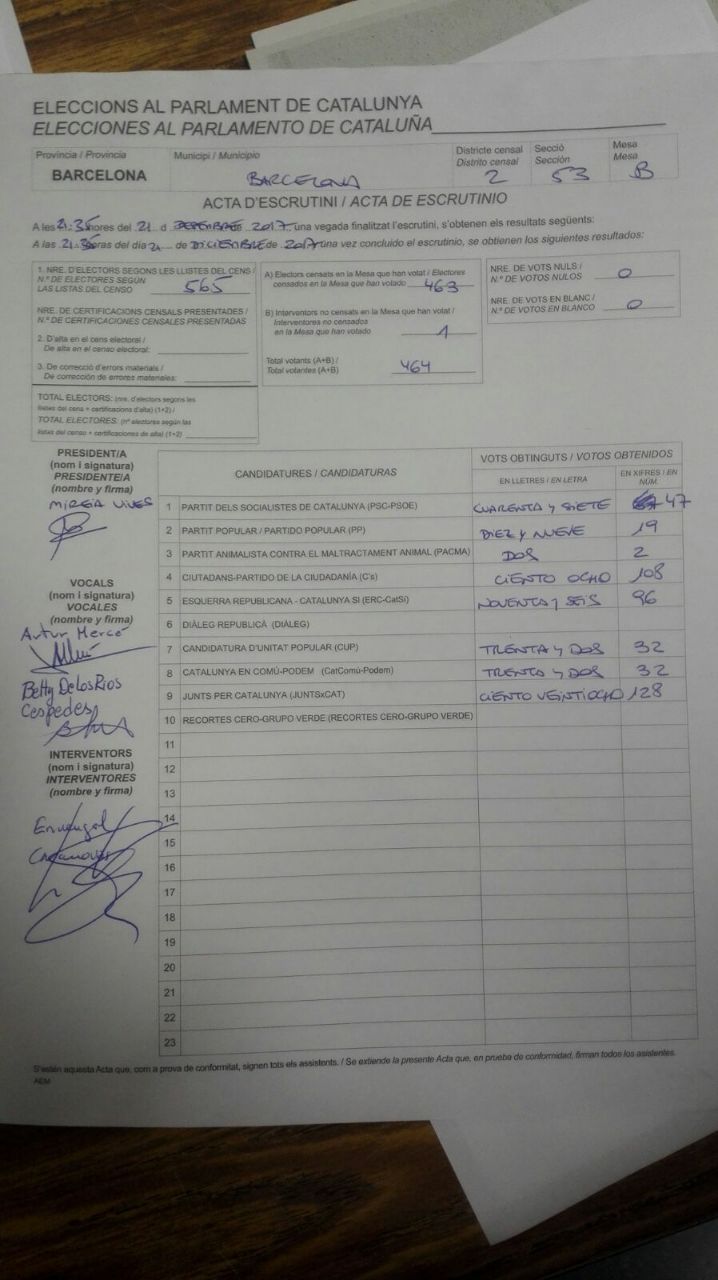 ELECCIONS AL PARLAMENT DE CATALUNYA
ELECCIONES AL PARLAMENTO DE CATALUÑA
Provincia / Provincia
BARCELONA
Municipi / Municipio
BARCELONA
Districte censal
Distrito censal
2
Secció
Sección
53
Mesa
Mesa
B
ACTA D'ESCRUTINI / ACTA DE ESCRUTINIO
A les 21.35 hores del 21 d 2017, una vegada finalitzat l'escrutini, s'obtenen els resultats següents:
A las 21.35 horas del día 21 de DICIEMBRE de 2017 una vez concluido el escrutinio, se obtienen los siguientes resultados:
1. NRE. D'ELECTORS SEGONS LES LLISTES DEL CENS /
N.º DE ELECTORES SEGÚN
LAS LISTAS DEL CENSO 565
NRE. DE CERTIFICACIONS CENSALS PRESENTADES /
N.º DE CERTIFICACIONES CENSALES PRESENTADAS
2. D'alta en el cens electoral /
De alta en el censo electoral:
3. De correcció d'errors materials /
De corrección de errores materiales:
TOTAL ELECTORS: (nre. d'electors segons les
llistes del cens + certificacions d'alta) (1+2) /
TOTAL ELECTORES: (nº electores según las
listas del censo + certificaciones de alta) (1+2)
A) Electors censats en la Mesa que han votat / Electores
censados en la Mesa que han votado 463
B) Interventors no censats en la Mesa que han votat /
Interventores no censados
en la Mesa que han votado 1
Total votants (A+B) /
Total votantes (A+B) 464
NRE. DE VOTS NULS /
N.º DE VOTOS NULOS 0
NRE. DE VOTS EN BLANC /
N.º DE VOTOS EN BLANCO 0
PRESIDENT/A
(nom i signatura)
PRESIDENTE/A
(nombre y firma)
MIREIA VIVES
VOCALS
(nom i signatura)
VOCALES
(nombre y firma)
Artur Mercé
Betty De los Rios
Cespedes
INTERVENTORS
(nom i signatura)
INTERVENTORES
(nombre y firma)
CANDIDATURES / CANDIDATURAS
VOTS OBTINGUTS / VOTOS OBTENIDOS
EN LLETRES / EN LETRA
EN XIFRES / EN NÚM.
1 PARTIT DELS SOCIALISTES DE CATALUNYA (PSC-PSOE) CUARENTA y SIETE 47
2 PARTIT POPULAR / PARTIDO POPULAR (PP) DIEZ y NUEVE 19
3 PARTIT ANIMALISTA CONTRA EL MALTRACTAMENT ANIMAL (PACMA) DOS 2
4 CIUTADANS-PARTIDO DE LA CIUDADANÍA (C's) CIENTO OCHO 108
5 ESQUERRA REPUBLICANA - CATALUNYA SI (ERC-CatSí) NOVENTA y SEIS 96
6 DIÀLEG REPUBLICÀ (DIÀLEG)
7 CANDIDATURA D'UNITAT POPULAR (CUP) TRENTA y DOS 32
8 CATALUNYA EN COMÚ-PODEM (CatComú-Podem) TRENTA y DOS 32
9 JUNTS PER CATALUNYA (JUNTSxCAT) CIENTO VEINTIOCHO 128
10 RECORTES CERO-GRUPO VERDE (RECORTES CERO-GRUPO VERDE)
11
12
13
14
15
16
17
18
19
20
21
22
23
S'estén aquesta Acta que, com a prova de conformitat, signen tots els assistents. / Se extiende la presente Acta que, en prueba de conformidad, firman todos los asistentes.
AEM